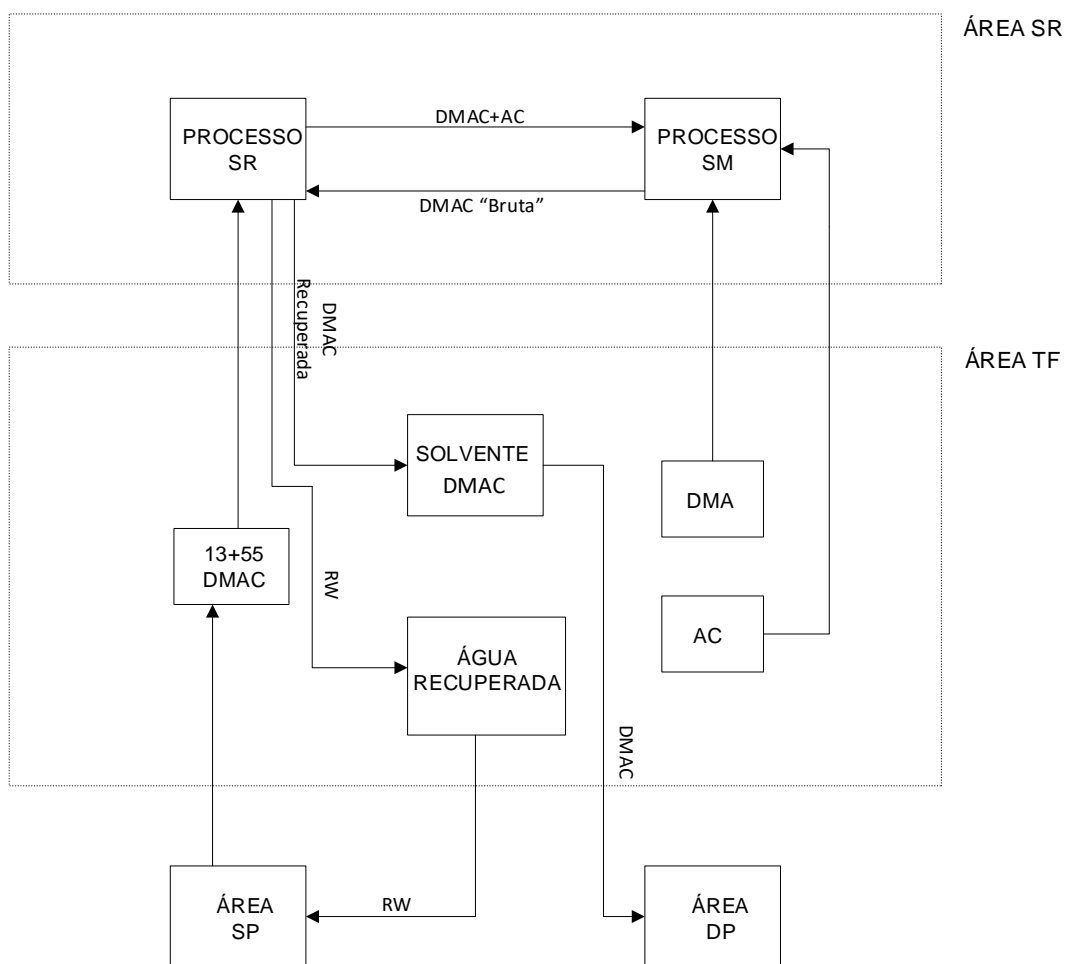 ÁREA SR
DMAC+AC
PROCESSO
SR
PROCESSO
SM
DMAC “Bruta”
DMAC
Recuperada
ÁREA TF
SOLVENTE
DMAC
DMA
13+55
DMAC
RW
AC
ÁGUA
RECUPERADA
DMAC
ÁREA
SP
RW
ÁREA
DP